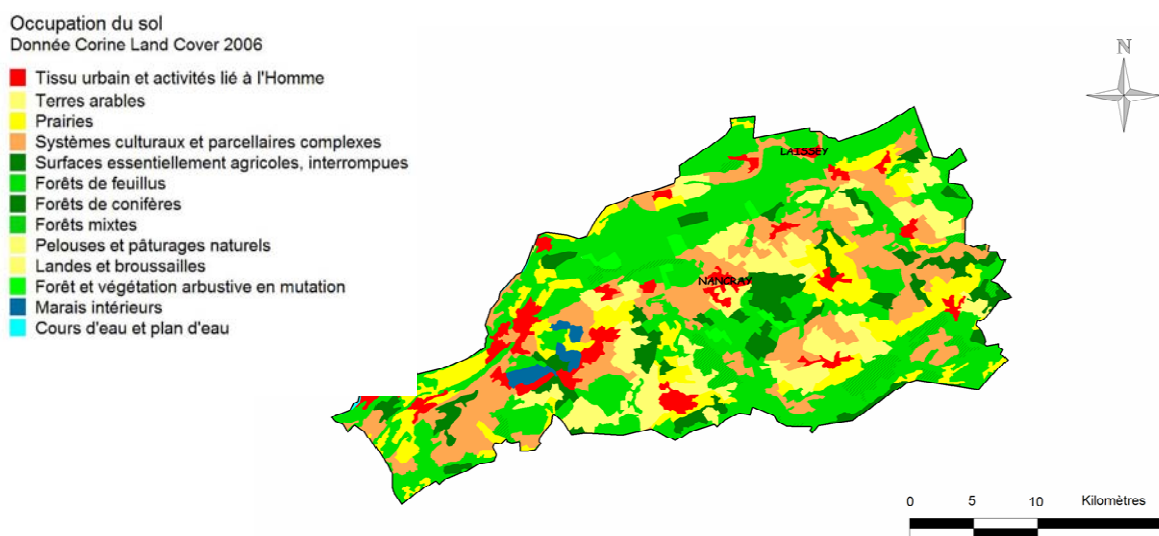 Occupation du sol
Donnée Corine Land Cover 2006
Tissu urbain et activités lié à l'Homme
Terres arables
Prairies
Systèmes culturaux et parcellaires complexes
Surfaces essentiellement agricoles, interrompues
Forêts de feuillus
Forêts de conifères
Forêts mixtes
Pelouses et pâturages naturels
Landes et broussailles
Forêt et végétation arbustive en mutation
Marais intérieurs
Cours d'eau et plan d'eau
N
LAISSEY
NANCRAY
0 5 10 Kilomètres